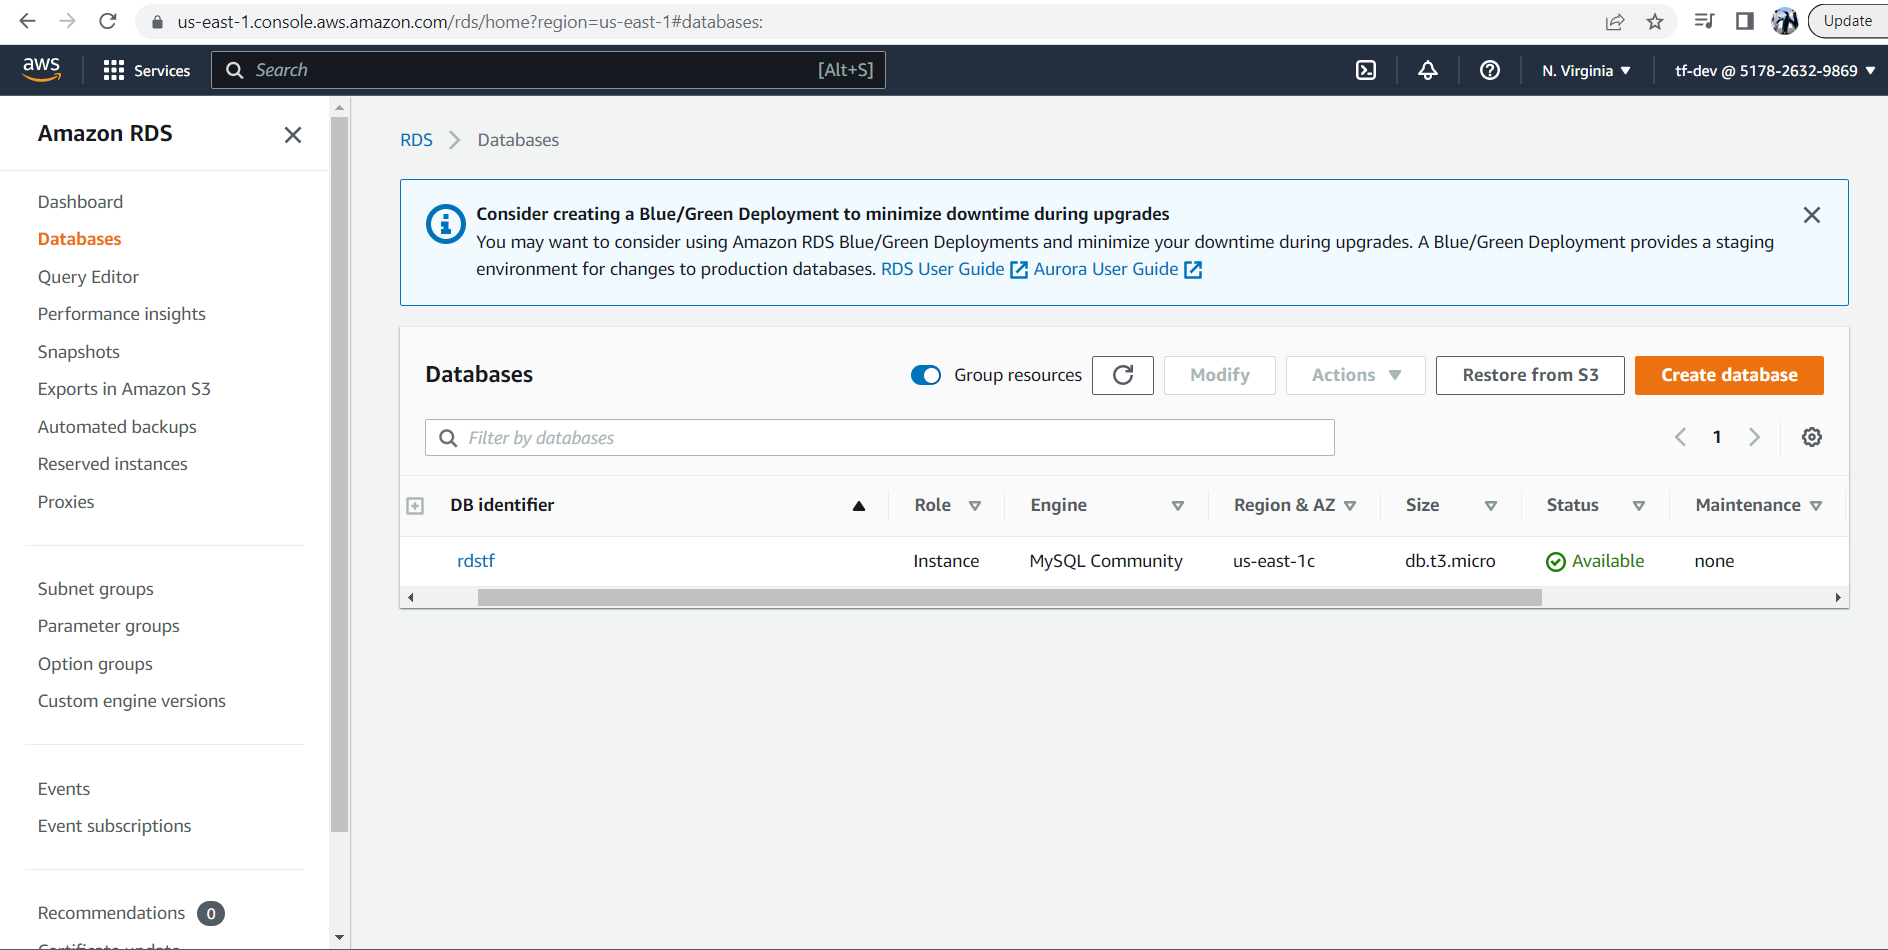 us-east-1.console.aws.amazon.com/rds/home?region=us-east-1#databases:
Update
aws
Services
Search
[Alt+S]
N. Virginia
tf-dev @ 5178-2632-9869
Amazon RDS
Dashboard
Databases
Query Editor
Performance insights
Snapshots
Exports in Amazon S3
Automated backups
Reserved instances
Proxies
Subnet groups
Parameter groups
Option groups
Custom engine versions
Events
Event subscriptions
Recommendations 0
Certificate update
RDS > Databases
Consider creating a Blue/Green Deployment to minimize downtime during upgrades
You may want to consider using Amazon RDS Blue/Green Deployments and minimize your downtime during upgrades. A Blue/Green Deployment provides a staging
environment for changes to production databases. RDS User Guide Aurora User Guide
Databases
Group resources
Modify
Actions
Restore from S3
Create database
Filter by databases
1
DB identifier Role Engine Region & AZ Size Status Maintenance
rdstf Instance MySQL Community us-east-1c db.t3.micro Available none